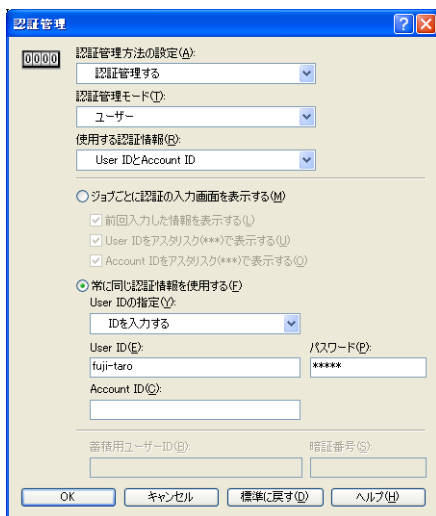 認証管理
0000
認証管理方法の設定(A):
認証管理する
認証管理モード(T):
ユーザー
使用する認証情報(R):
User IDとAccount ID
ジョブごとに認証の入力画面を表示する(M)
前回入力した情報を表示する(L)
User IDをアスタリスク(***)で表示する(U)
Account IDをアスタリスク(***)で表示する(O)
常に同じ認証情報を使用する(F)
User IDの指定(Y):
IDを入力する
User ID(E): パスワード(P):
fuji-taro *****
Account ID(C):
蓄積用ユーザーID(B): 暗証番号(S):
OK キャンセル 標準に戻す(D) ヘルプ(H)